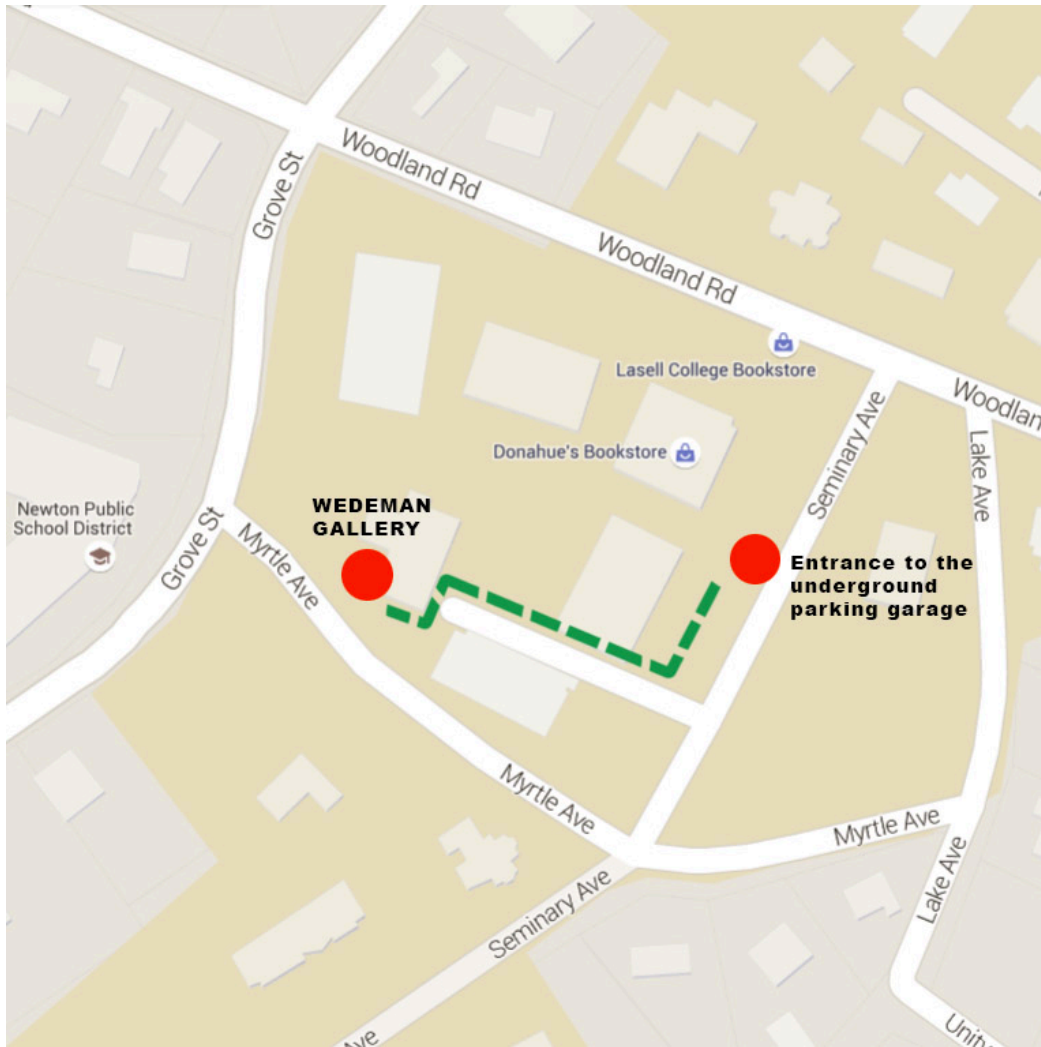 Woodland Rd
Grove St
Woodland Rd
Lasell College Bookstore
Woodlan
Donahue's Bookstore
Seminary Ave
Lake Ave
WEDEMAN
GALLERY
Newton Public
School District
Grove St
Myrtle Ave
Entrance to the
underground
parking garage
Myrtle Ave
Myrtle Ave
Seminary Ave
Lake Ave
Ave
Unity